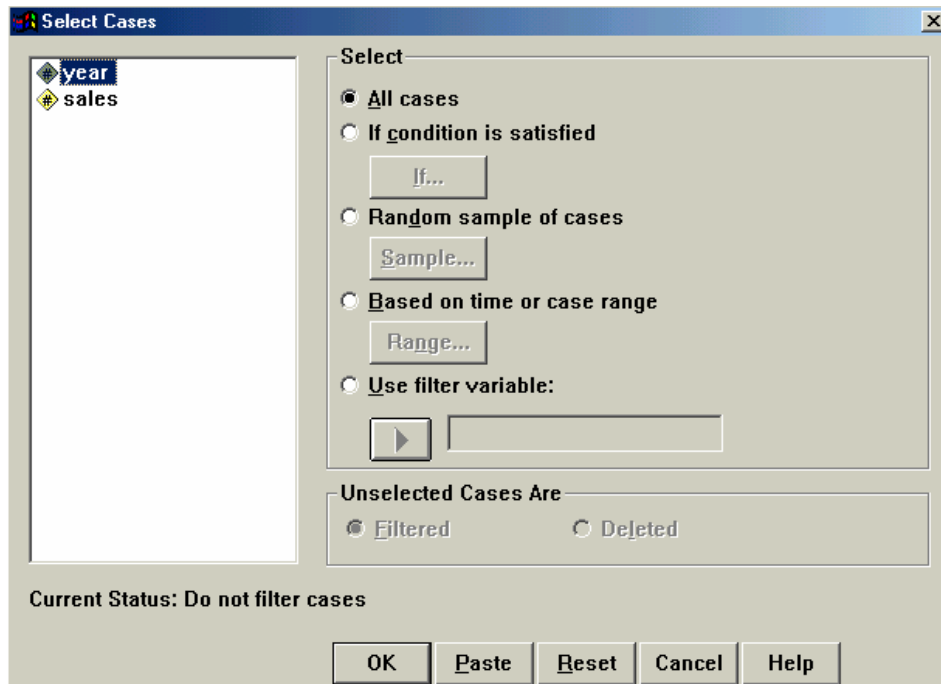 Select Cases
year
sales
Select
All cases
If condition is satisfied
If...
Random sample of cases
Sample...
Based on time or case range
Range...
Use filter variable:
Unselected Cases Are
Filtered Deleted
Current Status: Do not filter cases
OK Paste Reset Cancel Help